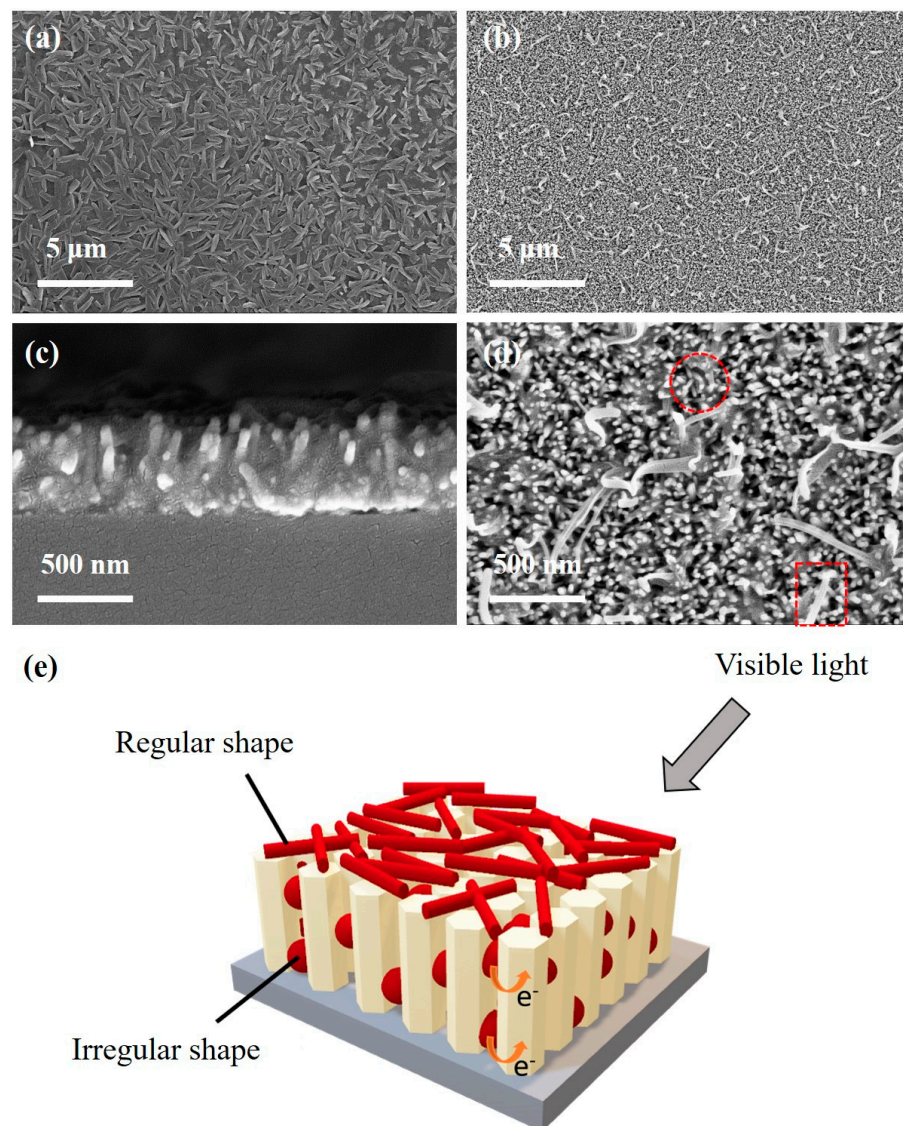 (a)
(b)
5 μm
5 μm
(c)
(d)
500 nm
500 nm
(e)
Visible light
Regular shape
e-
Irregular shape
e-